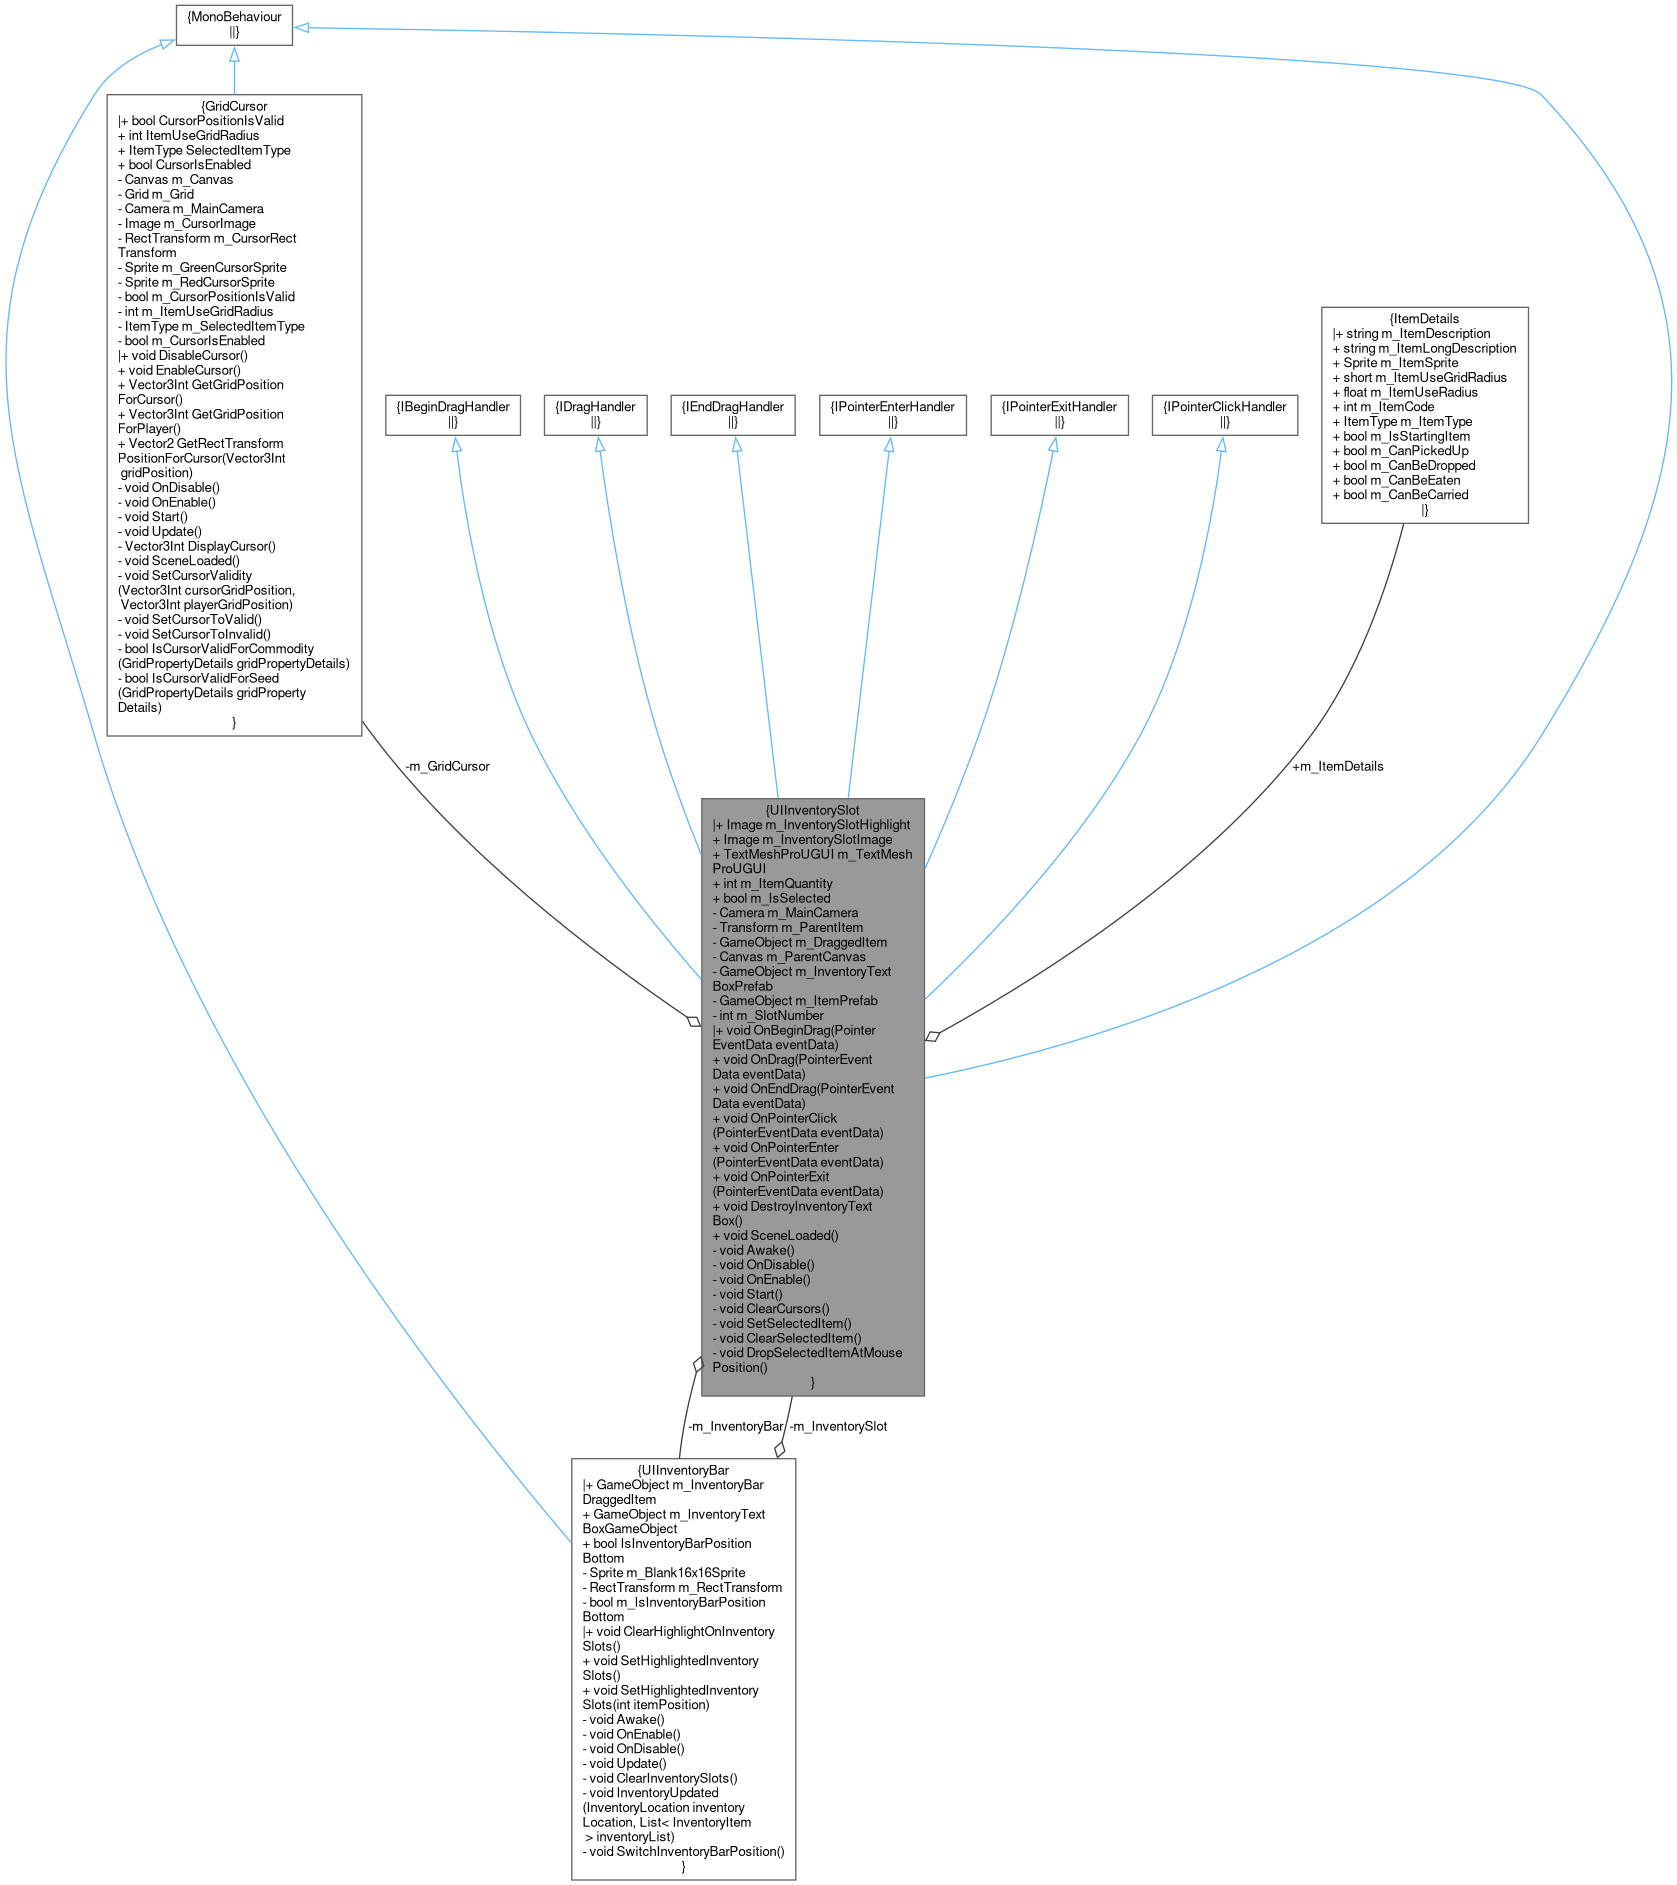 {MonoBehaviour
||}
{GridCursor
|+ bool CursorPositionIsValid
+ int ItemUseGridRadius
+ ItemType SelectedItemType
+ bool CursorIsEnabled
- Canvas m_Canvas
- Grid m_Grid
- Camera m_MainCamera
- Image m_CursorImage
- RectTransform m_CursorRect
Transform
- Sprite m_GreenCursorSprite
- Sprite m_RedCursorSprite
- bool m_CursorPositionIsValid
- int m_ItemUseGridRadius
- ItemType m_SelectedItemType
- bool m_CursorIsEnabled
|+ void DisableCursor()
+ void EnableCursor()
+ Vector3Int GetGridPosition
ForCursor()
+ Vector3Int GetGridPosition
ForPlayer()
+ Vector2 GetRectTransform
PositionForCursor(Vector3Int
gridPosition)
- void OnDisable()
- void OnEnable()
- void Start()
- void Update()
- Vector3Int DisplayCursor()
- void SceneLoaded()
- void SetCursorValidity
(Vector3Int cursorGridPosition,
Vector3Int playerGridPosition)
- void SetCursorToValid()
- void SetCursorToInvalid()
- bool IsCursorValidForCommodity
(GridPropertyDetails gridPropertyDetails)
- bool IsCursorValidForSeed
(GridPropertyDetails gridProperty
Details)
}
{IBeginDragHandler
||}
{IDragHandler
||}
{IEndDragHandler
||}
{IPointerEnterHandler
||}
{IPointerExitHandler
||}
{IPointerClickHandler
||}
{ItemDetails
|+ string m_ItemDescription
+ string m_ItemLongDescription
+ Sprite m_ItemSprite
+ short m_ItemUseGridRadius
+ float m_ItemUseRadius
+ int m_ItemCode
+ ItemType m_ItemType
+ bool m_IsStartingItem
+ bool m_CanPickedUp
+ bool m_CanBeDropped
+ bool m_CanBeEaten
+ bool m_CanBeCarried
|}
-m_GridCursor
+m_ItemDetails
{UIInventorySlot
|+ Image m_InventorySlotHighlight
+ Image m_InventorySlotImage
+ TextMeshProUGUI m_TextMesh
ProUGUI
+ int m_ItemQuantity
+ bool m_IsSelected
- Camera m_MainCamera
- Transform m_ParentItem
- GameObject m_DraggedItem
- Canvas m_ParentCanvas
- GameObject m_InventoryText
BoxPrefab
- GameObject m_ItemPrefab
- int m_SlotNumber
|+ void OnBeginDrag(Pointer
EventData eventData)
+ void OnDrag(PointerEvent
Data eventData)
+ void OnEndDrag(PointerEvent
Data eventData)
+ void OnPointerClick
(PointerEventData eventData)
+ void OnPointerEnter
(PointerEventData eventData)
+ void OnPointerExit
(PointerEventData eventData)
+ void DestroyInventoryText
Box()
+ void SceneLoaded()
- void Awake()
- void OnDisable()
- void OnEnable()
- void Start()
- void ClearCursors()
- void SetSelectedItem()
- void ClearSelectedItem()
- void DropSelectedItemAtMouse
Position()
}
-m_InventoryBar
-m_InventorySlot
{UIInventoryBar
|+ GameObject m_InventoryBar
DraggedItem
+ GameObject m_InventoryText
BoxGameObject
+ bool IsInventoryBarPosition
Bottom
- Sprite m_Blank16x16Sprite
- RectTransform m_RectTransform
- bool m_IsInventoryBarPosition
Bottom
|+ void ClearHighlightOnInventory
Slots()
+ void SetHighlightedInventory
Slots()
+ void SetHighlightedInventory
Slots(int itemPosition)
- void Awake()
- void OnEnable()
- void OnDisable()
- void Update()
- void ClearInventorySlots()
- void InventoryUpdated
(InventoryLocation inventory
Location, List< InventoryItem
> inventoryList)
- void SwitchInventoryBarPosition()
}